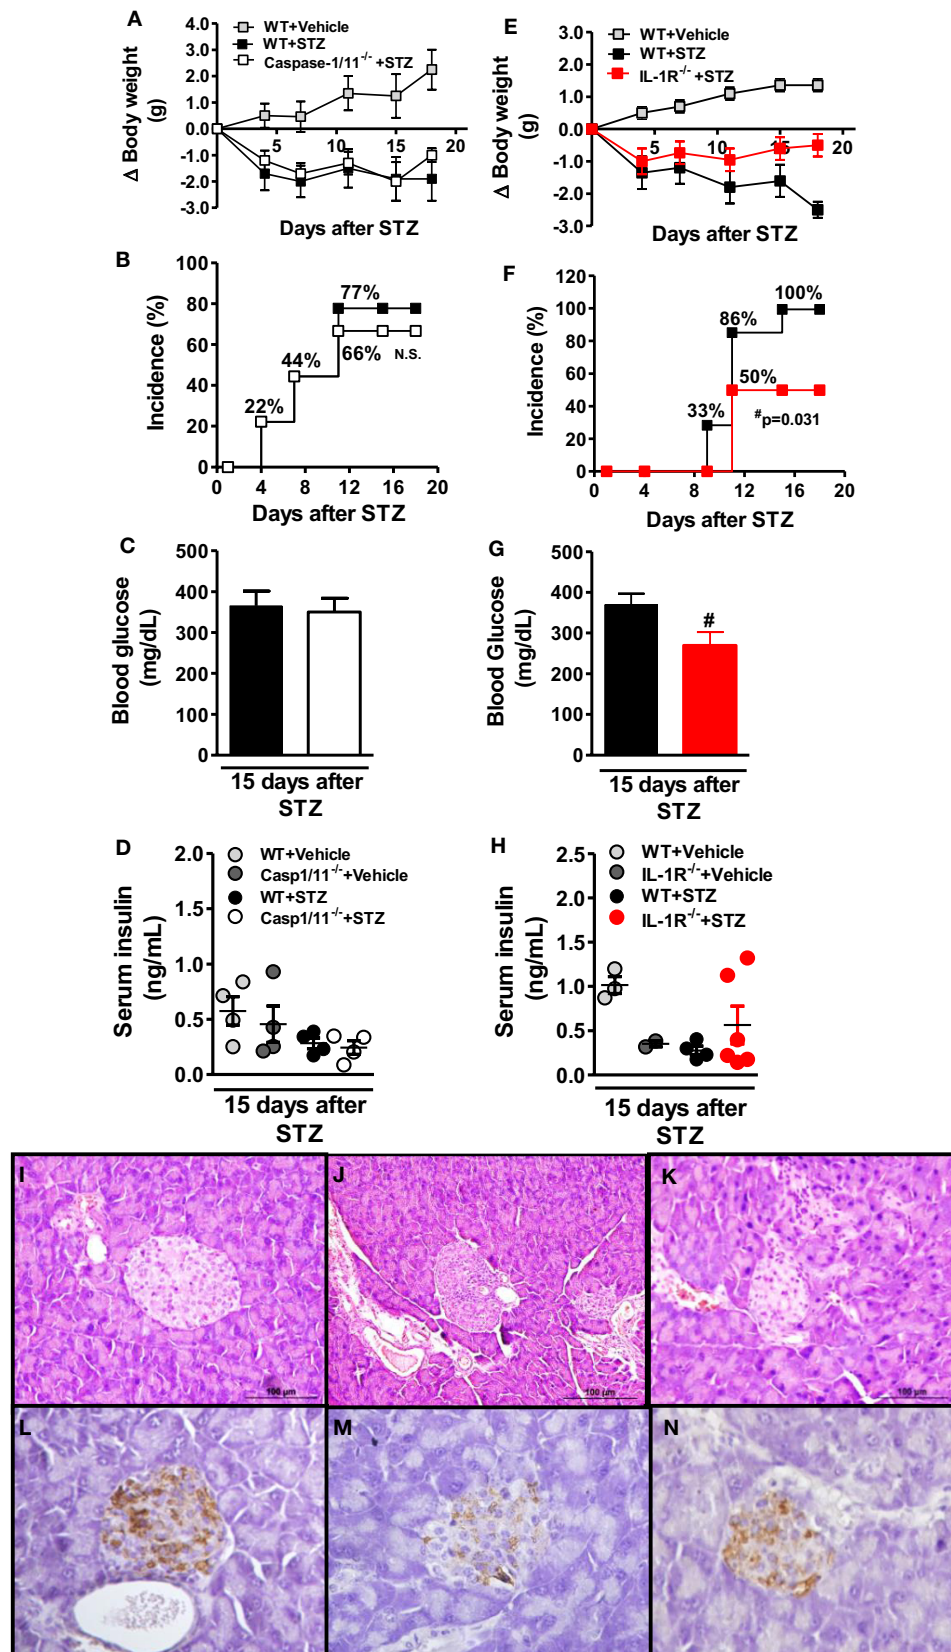 A
WT+Vehicle
WT+STZ
Caspase-1/11-/-+STZ
4.0
3.0
2.0
1.0
0.0
-1.0
-2.0
-3.0
5
10
15
20
Δ Body weight
(g)
Days after STZ
E
WT+Vehicle
WT+STZ
IL-1R-/-+STZ
3.0
2.0
1.0
0.0
-1.0
-2.0
-3.0
5
10
15
20
Δ Body weight
(g)
Days after STZ
B
100
80
60
40
20
0
Incidence (%)
22%
44%
77%
66%
N.S.
0
4
8
12
16
20
Days after STZ
F
120
100
80
60
40
20
0
Incidence (%)
33%
86%
100%
50%
#p=0.031
0
4
8
12
16
20
Days after STZ
C
500
400
300
200
100
0
Blood glucose
(mg/dL)
15 days after
STZ
G
500
400
300
200
100
0
Blood Glucose
(mg/dL)
#
15 days after
STZ
D
WT+Vehicle
Casp1/11-/-+Vehicle
WT+STZ
Casp1/11-/-+STZ
2.0
1.5
1.0
0.5
0.0
Serum insulin
(ng/mL)
15 days after
STZ
H
WT+Vehicle
IL-1R-/-+Vehicle
WT+STZ
IL-1R-/-+STZ
2.5
2.0
1.5
1.0
0.5
0.0
Serum insulin
(ng/mL)
15 days after
STZ
I
100 µm
J
100 µm
K
100 µm
L
M
N